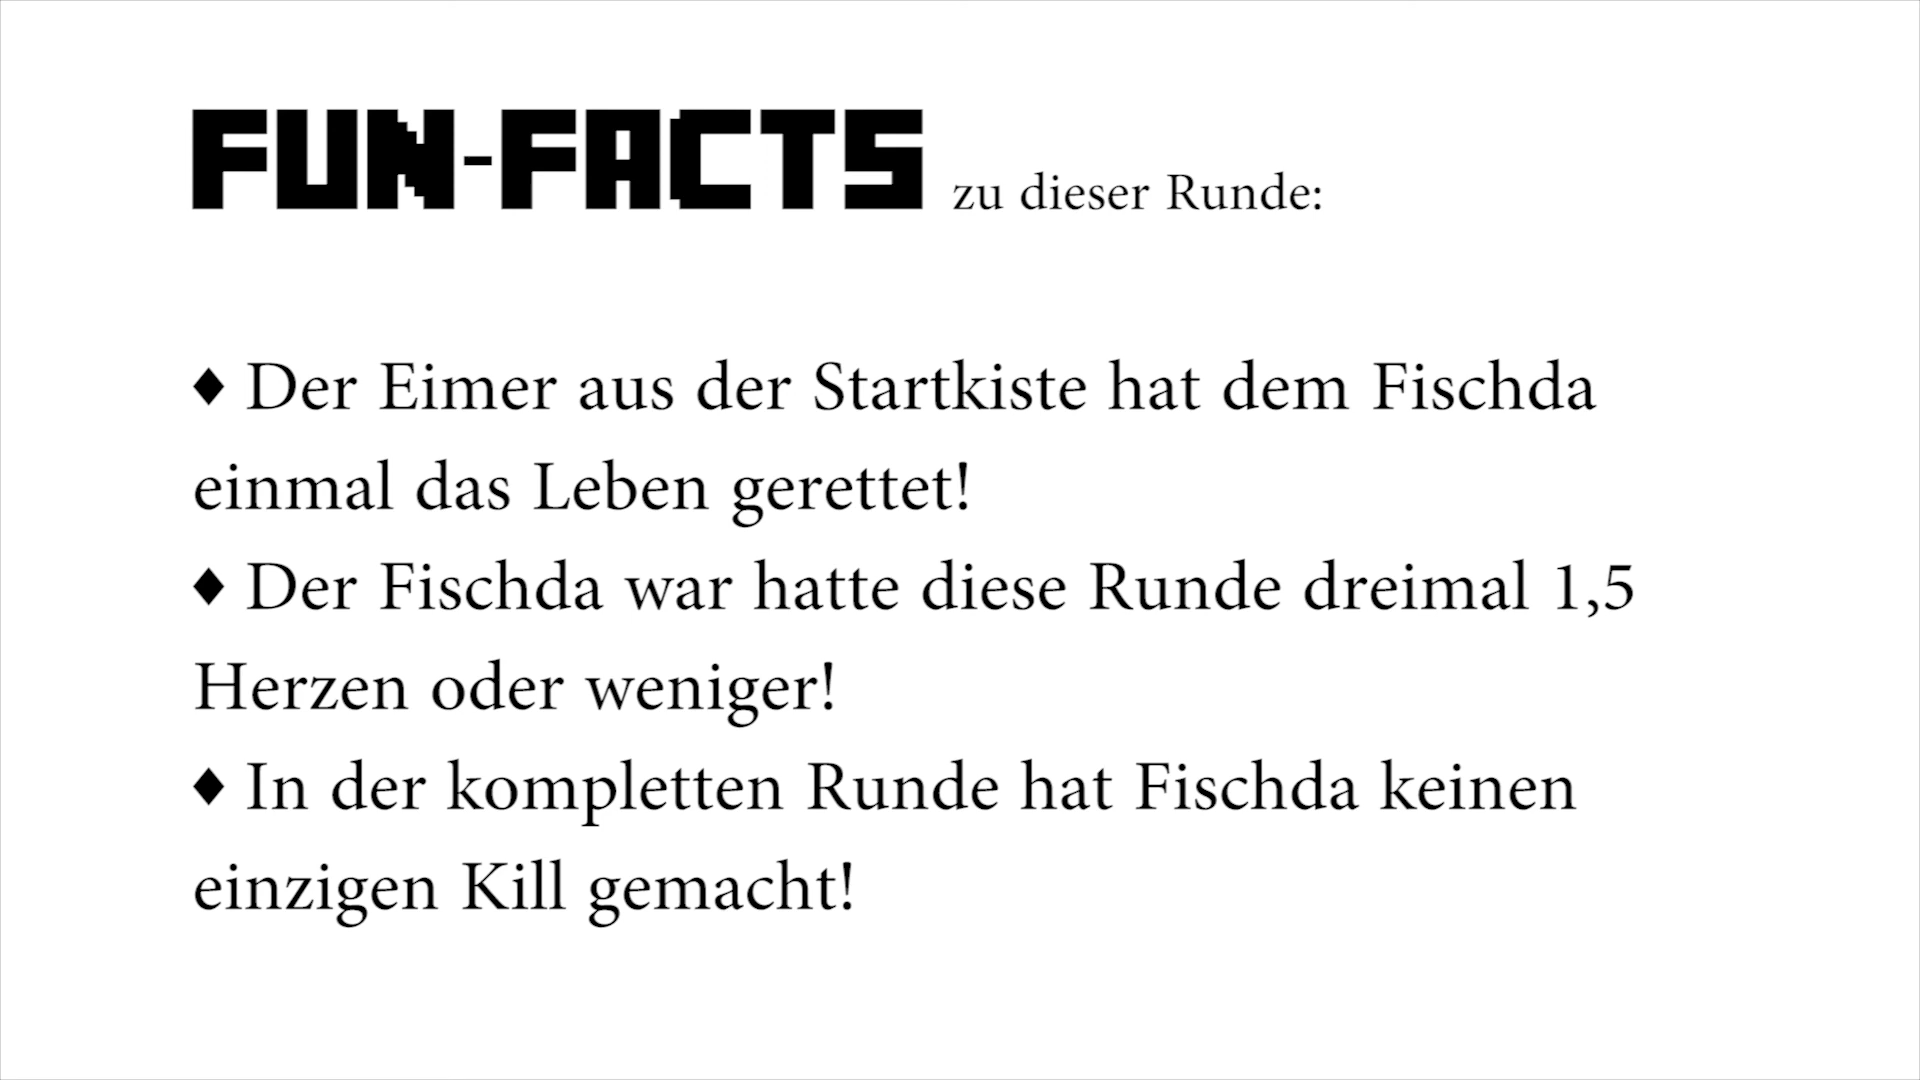 FUN-FACTS zu dieser Runde:
♦ Der Eimer aus der Startkiste hat dem Fischda
einmal das Leben gerettet!
♦ Der Fischda war hatte diese Runde dreimal 1,5
Herzen oder weniger!
♦ In der kompletten Runde hat Fischda keinen
einzigen Kill gemacht!